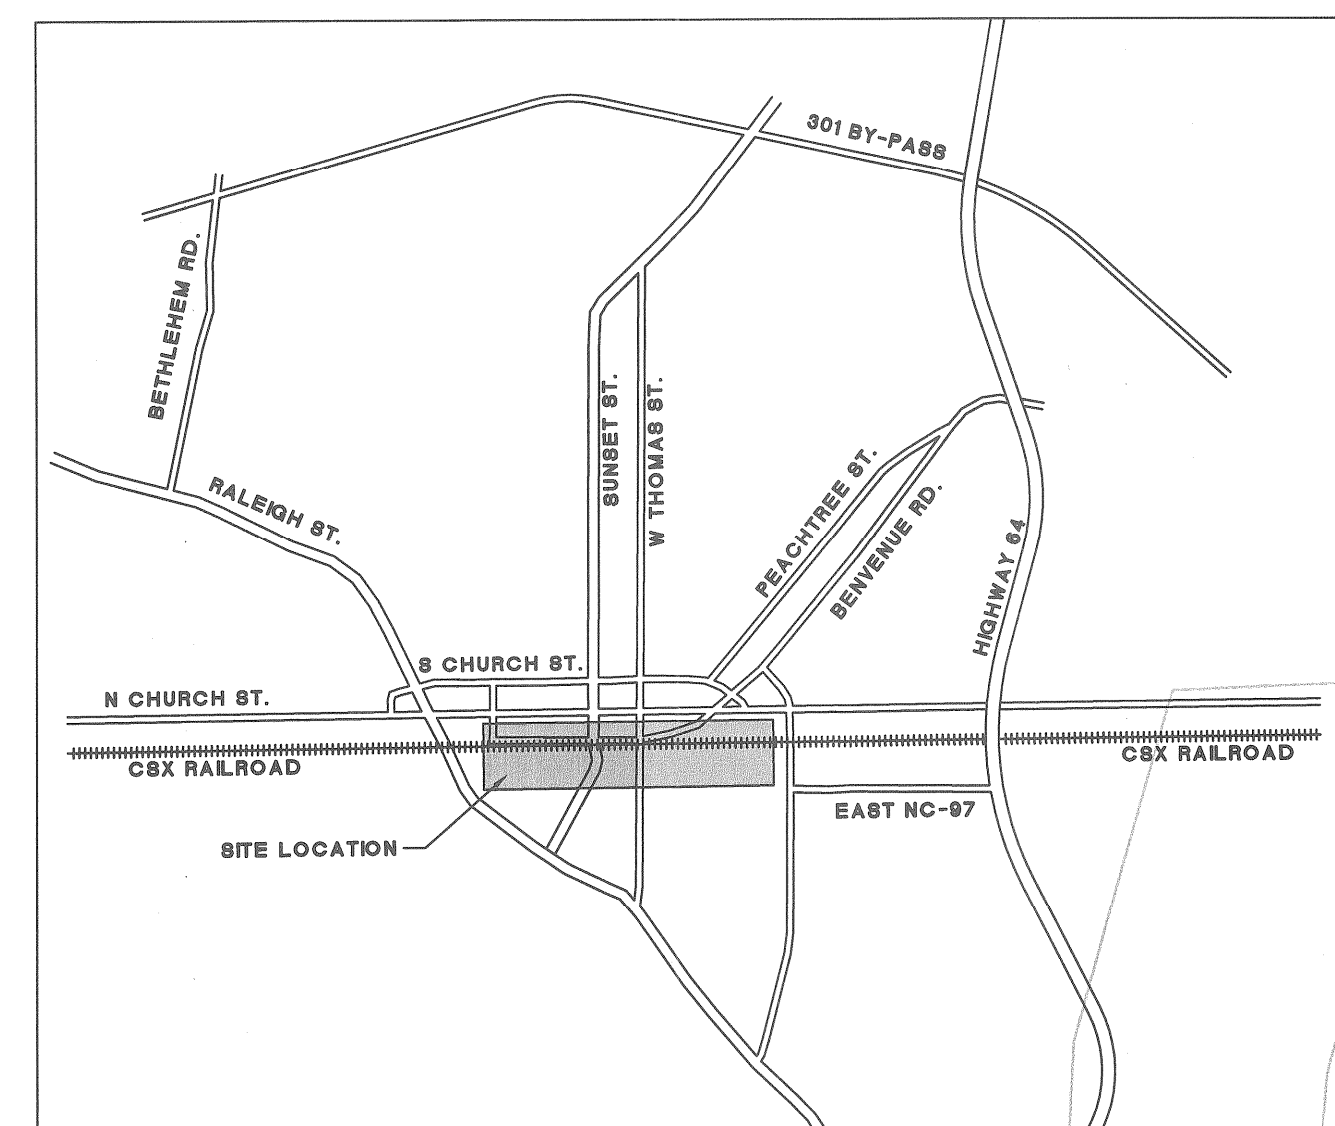 301 BY-PASS
BETHLEHEM RD.
SUNSET ST.
W THOMAS ST.
RALEIGH ST.
PEACHTREE ST.
BENVENUE RD.
HIGHWAY 64
S CHURCH ST.
N CHURCH ST.
CSX RAILROAD
CSX RAILROAD
EAST NC-97
SITE LOCATION